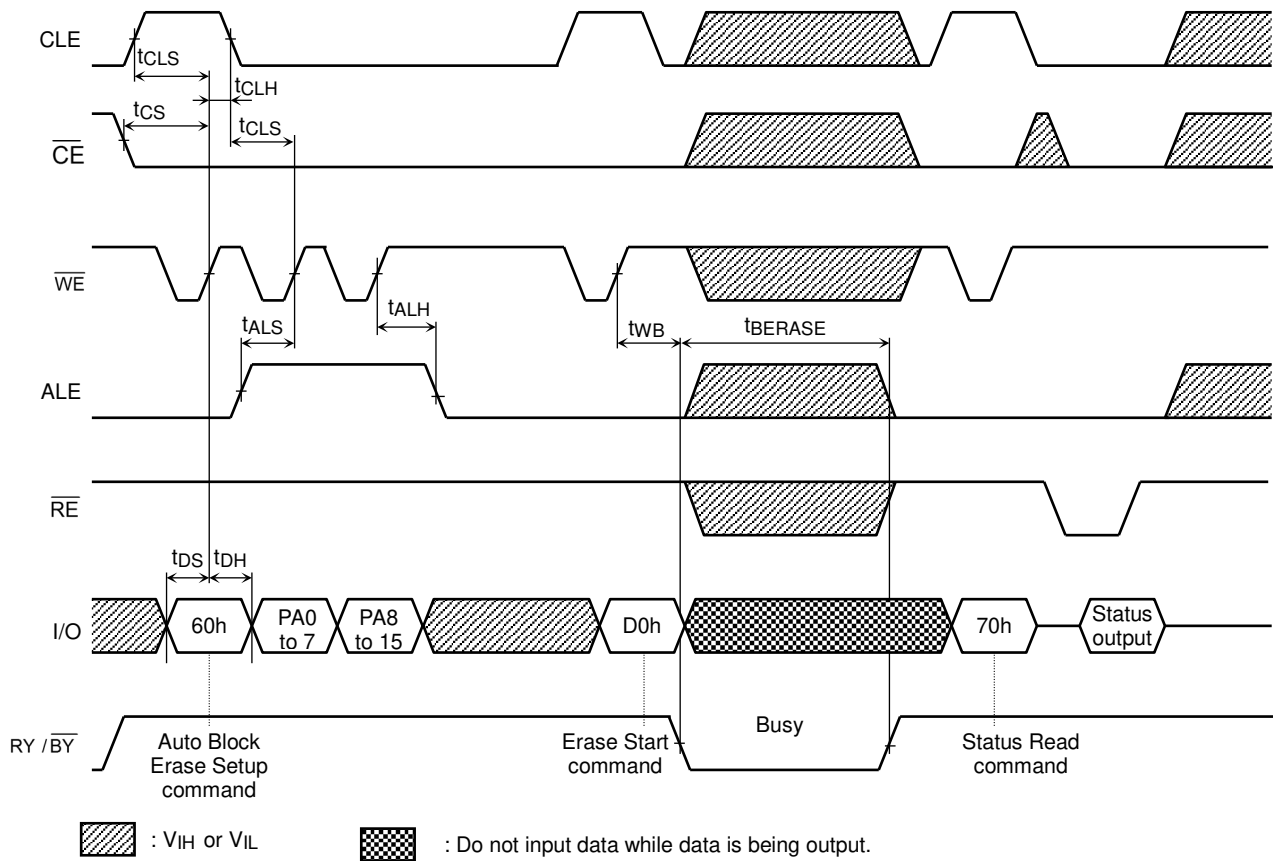 CLE
tCLS
tCLH
tCS
tCLS
CE
WE
tALS
tALH
tWB
tBERASE
ALE
RE
tDS
tDH
I/O
60h
PA0
to 7
PA8
to 15
D0h
70h
Status
output
RY / BY
Busy
Auto Block
Erase Setup
command
Erase Start
command
Status Read
command
: VIH or VIL
: Do not input data while data is being output.